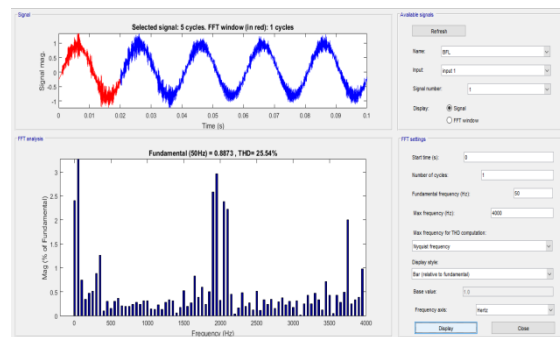 Signal
Selected signal: 5 cycles. FFT window (in red): 1 cycles
Signal mag.
1
0.5
0
-0.5
-1
0 0.01 0.02 0.03 0.04 0.05 0.06 0.07 0.08 0.09 0.1
Time (s)
FFT analysis
Fundamental (50Hz) = 0.8873 , THD= 25.54%
Mag (% of Fundamental)
3
2.5
2
1.5
1
0.5
0
0 500 1000 1500 2000 2500 3000 3500 4000
Frequency (Hz)
Available signals
Refresh
Name:
Input:
input 1
Signal number:
1
Display:
Signal
FFT window
FFT settings
Start time (s):
0
Number of cycles:
1
Fundamental frequency (Hz):
50
Max frequency (Hz):
4000
Max frequency for THD computation:
Nyquist frequency
Display style:
Bar (relative to fundamental)
Base value:
1.0
Frequency axis:
Hertz
Display
Close